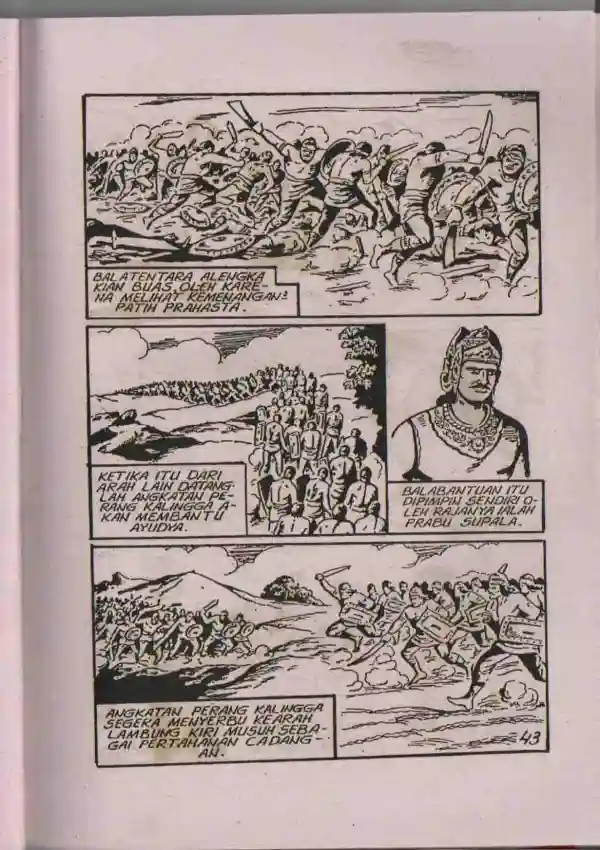 BALATENTARA ALENGKA
KIAN BUAS, OLEH KARE-
NA MELIHAT KEMENANGAN²
PATIH PRAHASTA.
KETIKA ITU DARI
ARAH LAIN DATANG-
LAH ANGKATAN PE-
RANG KALINGGA A-
KAN MEMBANTU
AYUDYA.
BALABANTUAN ITU
DIPIMPIN SENDIRI O-
LEH RAJANYA IALAH
PRABU SUPALA.
ANGKATAN PERANG KALINGGA
SEGERA MENYERBU KEARAH
LAMBUNG KIRI MUSUH SEBA-
GAI PERTAHANAN CADANG-
AN.
43